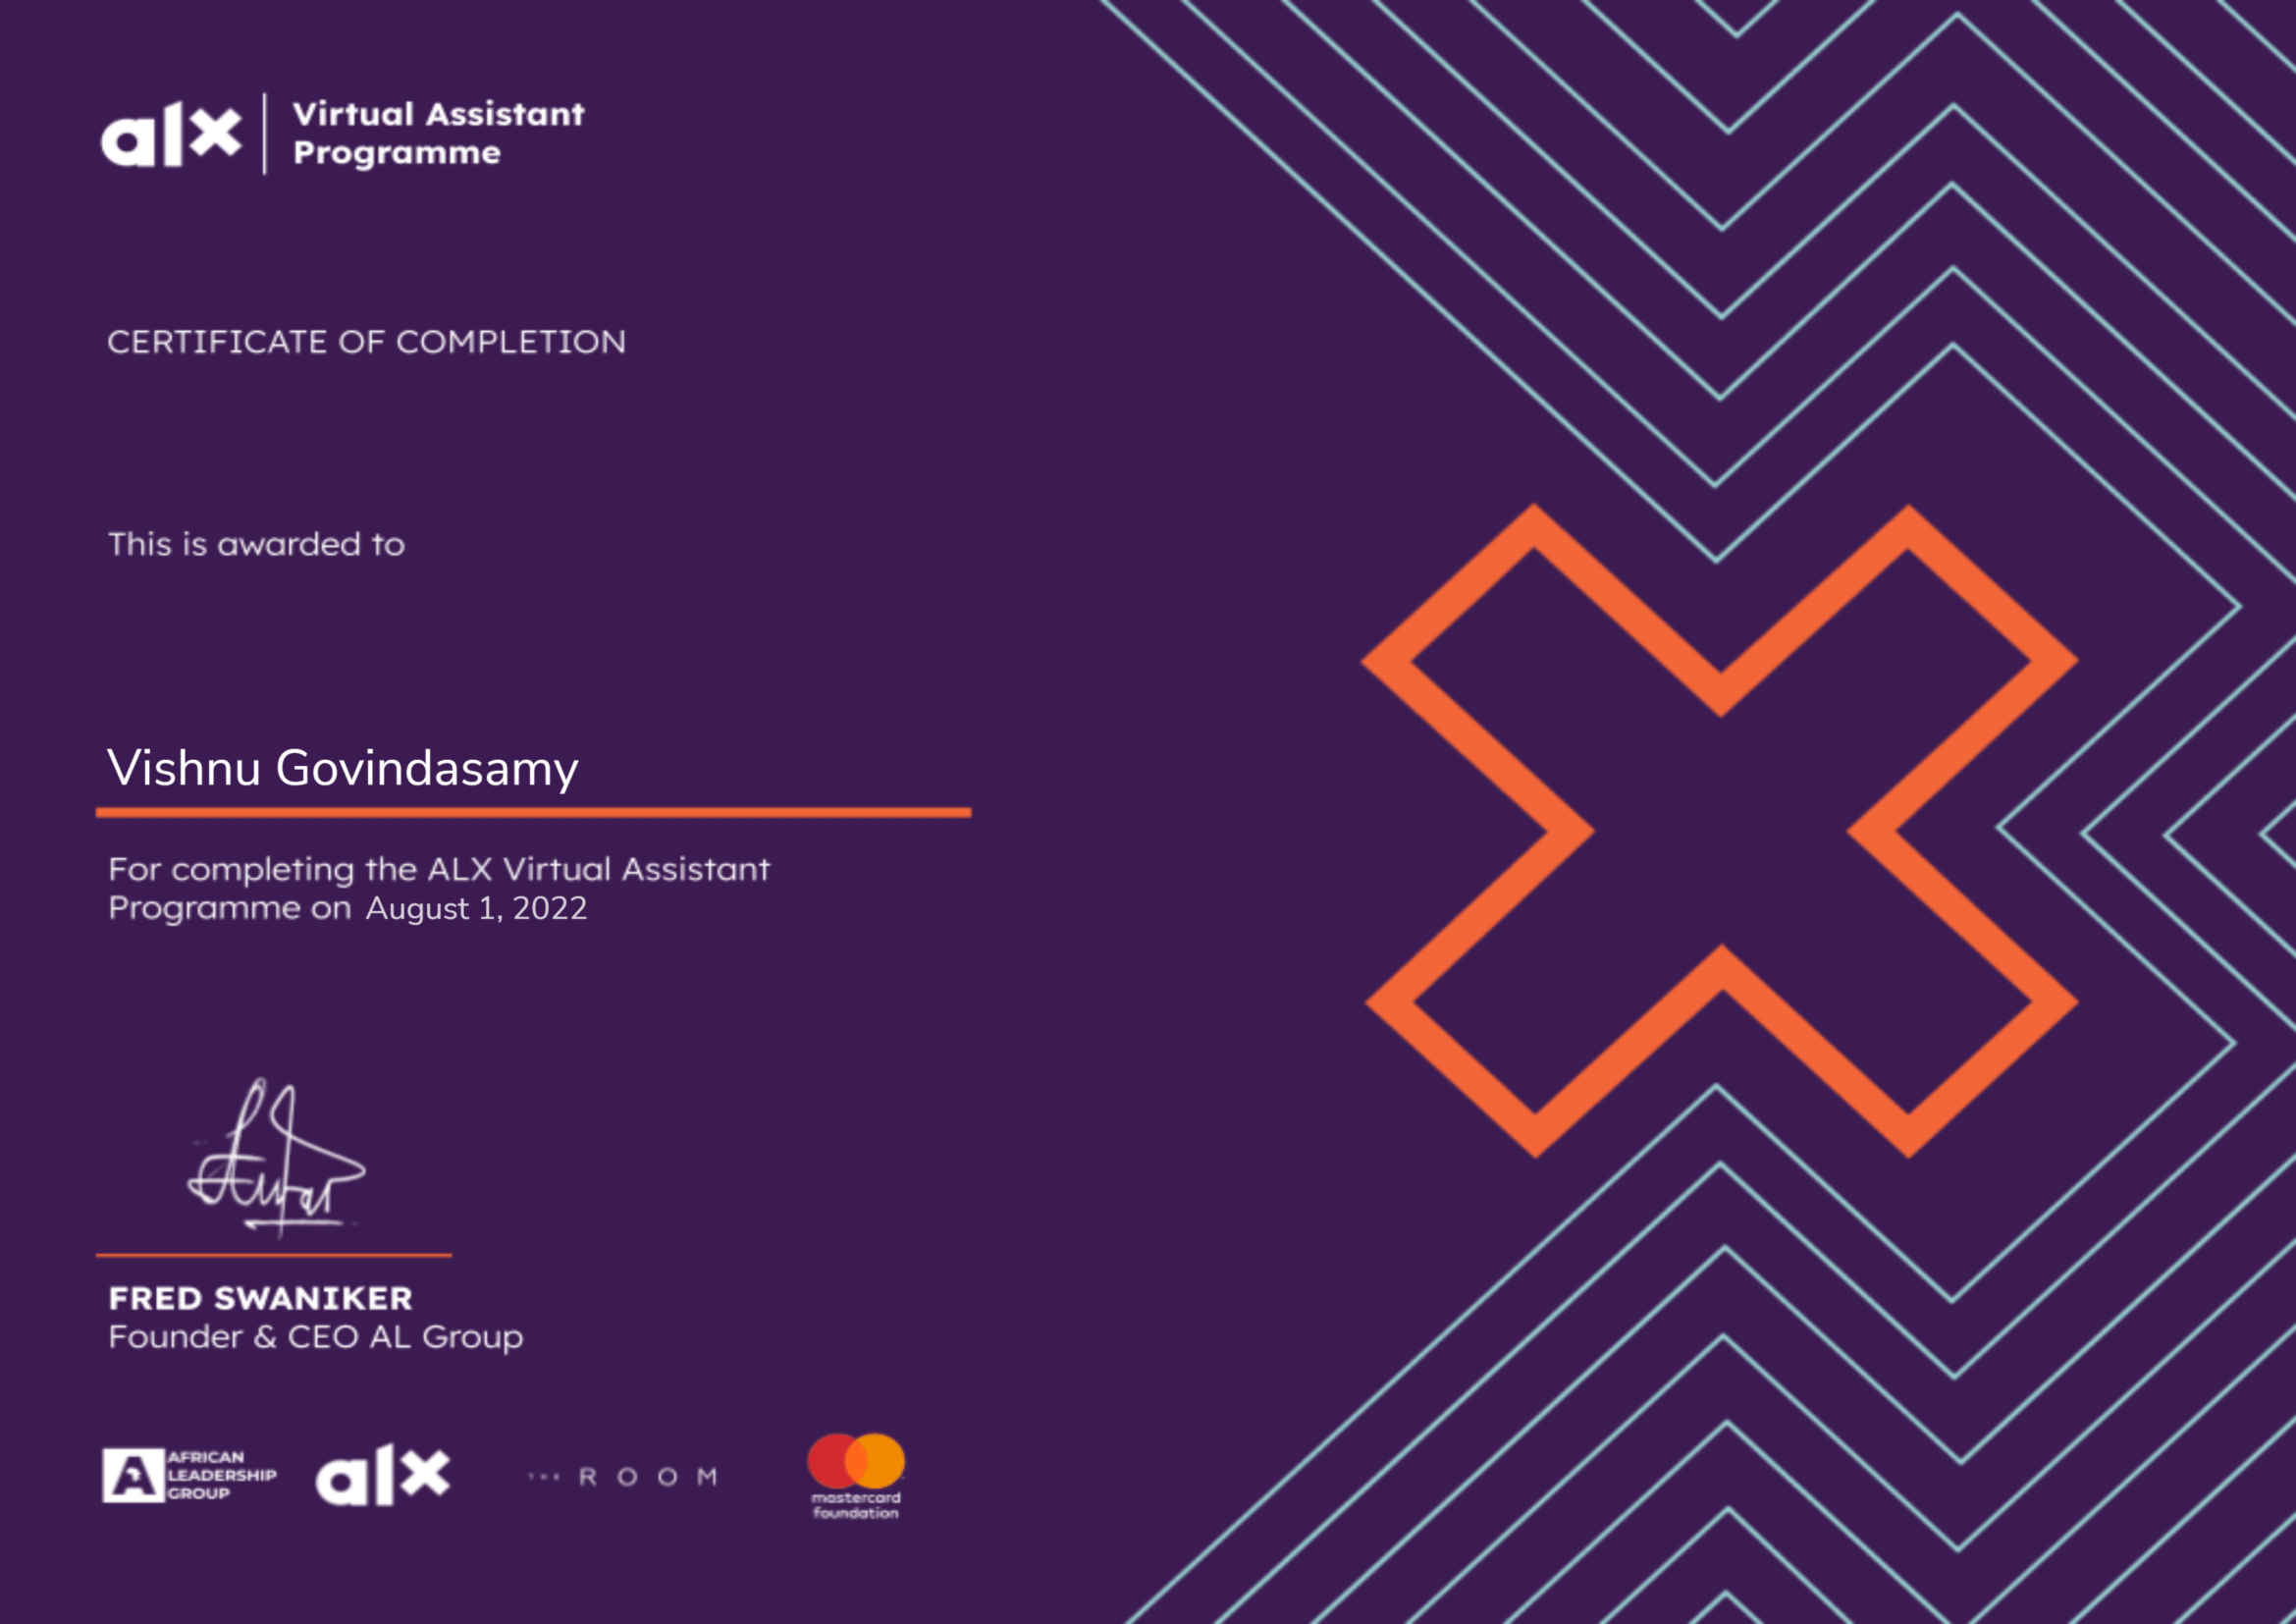 alx
Virtual Assistant
Programme
CERTIFICATE OF COMPLETION
This is awarded to
Vishnu Govindasamy
For completing the ALX Virtual Assistant
Programme on August 1, 2022
FRED SWANIKER
Founder & CEO AL Group
AFRICAN
LEADERSHIP
GROUP
alx
THE ROOM
mastercard
foundation